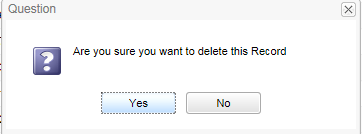 Question
Are you sure you want to delete this Record
Yes No